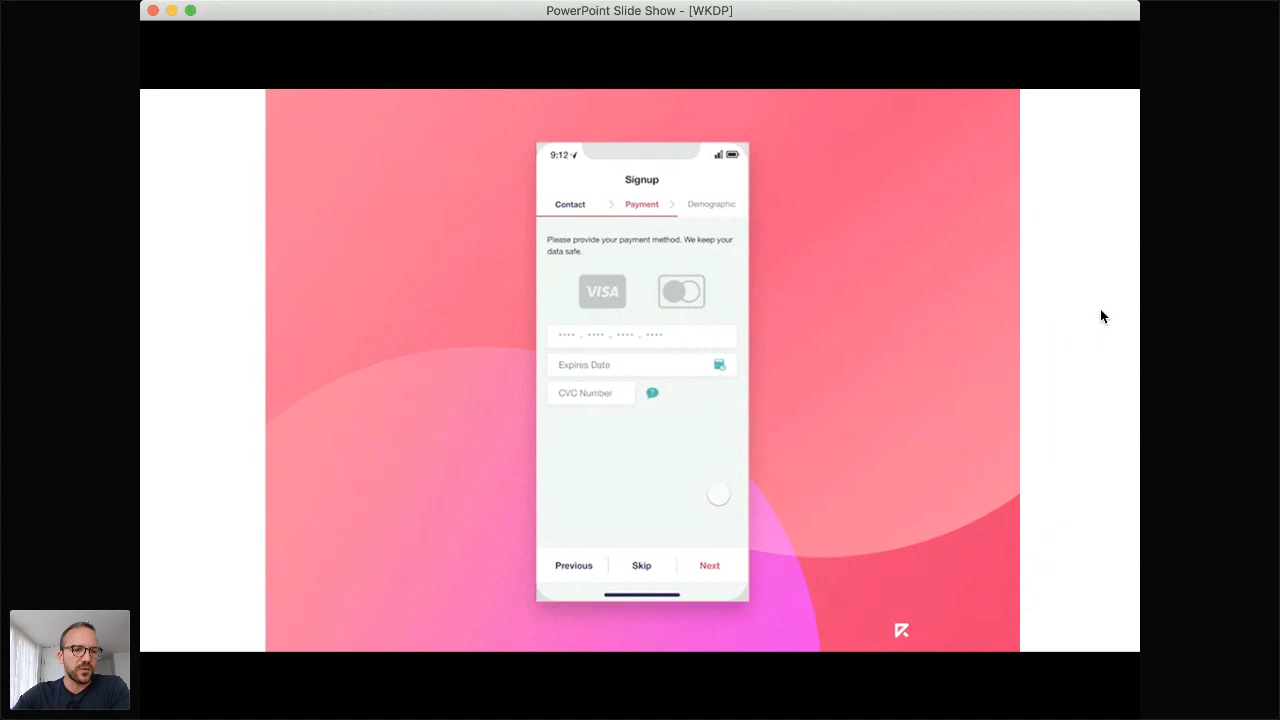 PowerPoint Slide Show - [WKDP]
9:12
Signup
Contact
Payment
Demographic
Please provide your payment method. We keep your
data safe.
VISA
Expires Date
CVC Number
?
Previous
Skip
Next